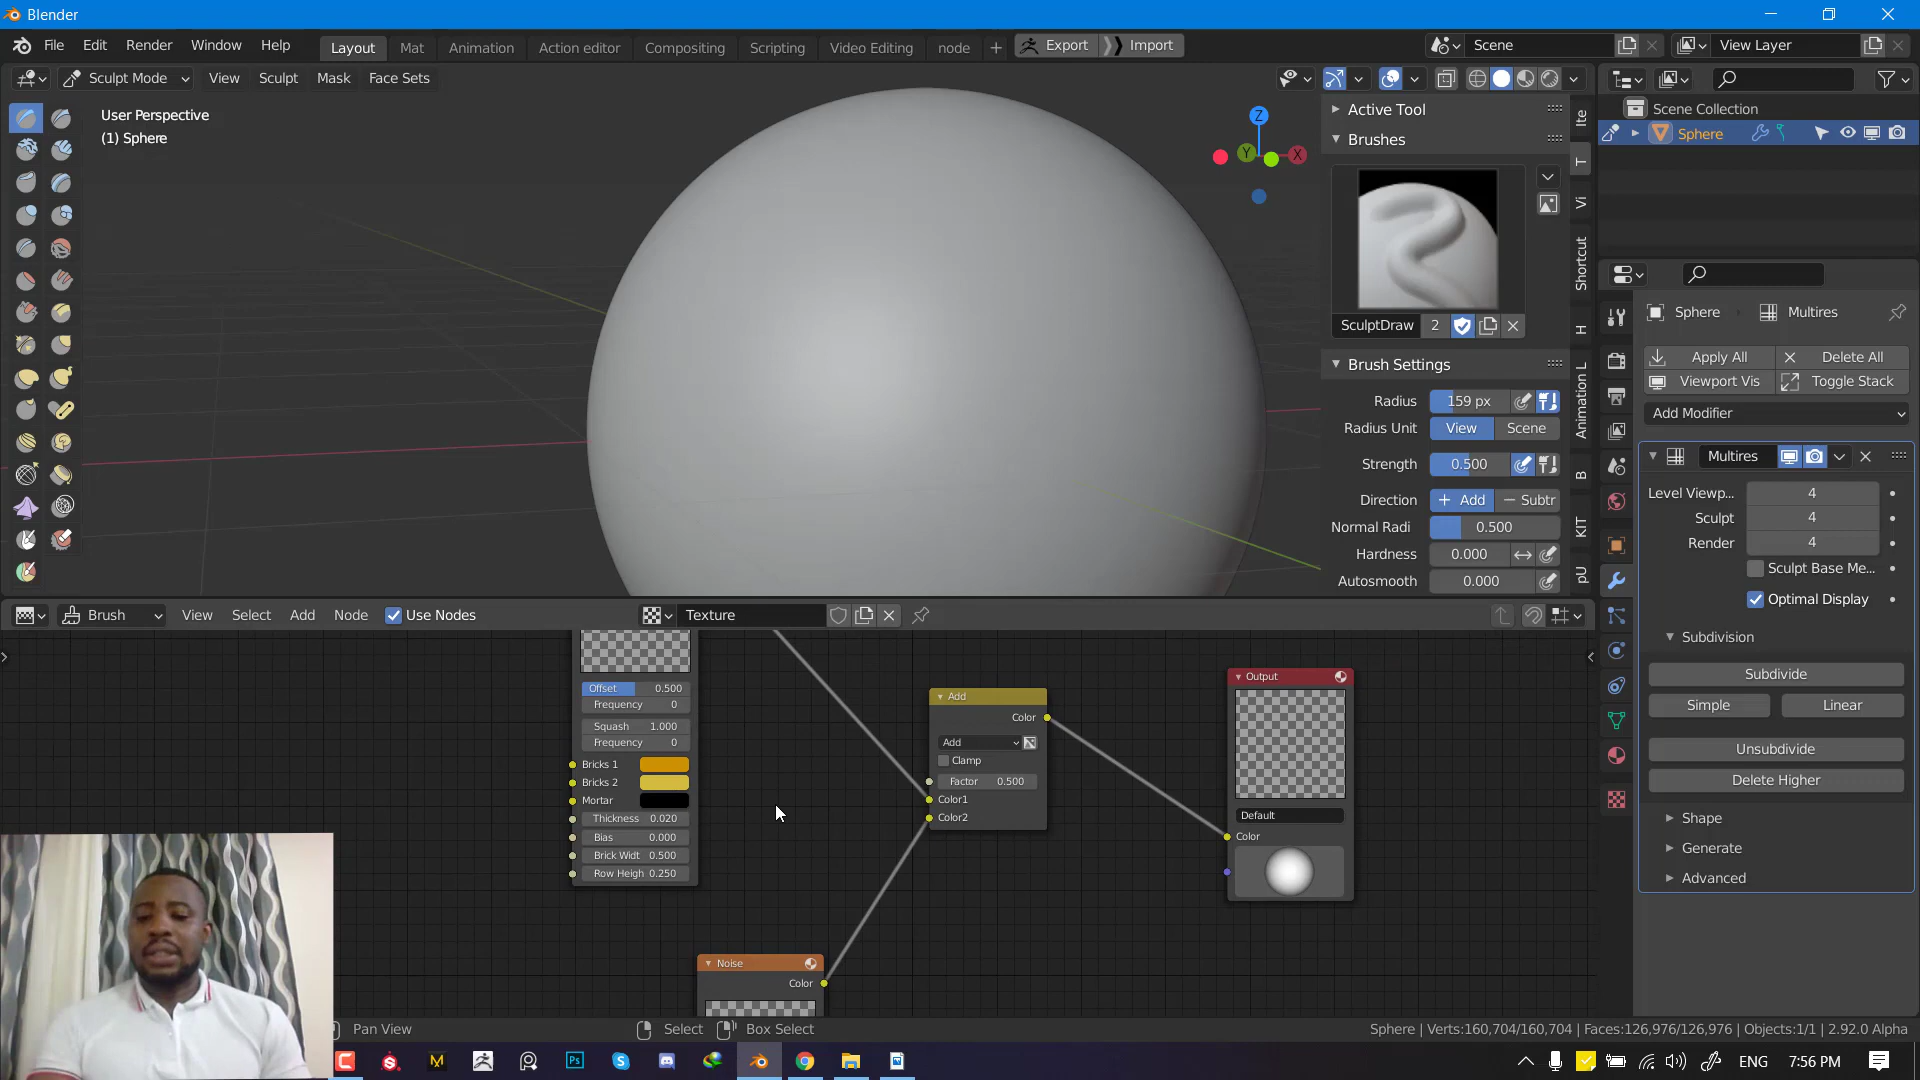 Blender
File Edit Render Window Help
Layout Mat Animation Action editor Compositing Scripting Video Editing node + Export Import
Scene
View Layer
Sculpt Mode View Sculpt Mask Face Sets
User Perspective
(1) Sphere
Z
Y
X
Active Tool
Brushes
SculptDraw 2
Brush Settings
Radius 159 px
Radius Unit View Scene
Strength 0.500
Direction + Add − Subtr
Normal Radi 0.500
Hardness 0.000
Autosmooth 0.000
Ite
T
Vi
Shortcut
H
Animation L
B
KIT
pU
Scene Collection
Sphere
Sphere Multires
Apply All Delete All
Viewport Vis Toggle Stack
Add Modifier
Multires
Level Viewp... 4
Sculpt 4
Render 4
Sculpt Base Me...
Optimal Display
Subdivision
Subdivide
Simple Linear
Unsubdivide
Delete Higher
Shape
Generate
Advanced
Brush View Select Add Node Use Nodes Texture
Offset 0.500
Frequency 0
Squash 1.000
Frequency 0
Bricks 1
Bricks 2
Mortar
Thickness 0.020
Bias 0.000
Brick Widt 0.500
Row Heigh 0.250
Add
Color
Add
Clamp
Factor 0.500
Color1
Color2
Output
Default
Color
Noise
Color
Pan View Select Box Select
Sphere | Verts:160,704/160,704 | Faces:126,976/126,976 | Objects:1/1 | 2.92.0 Alpha
ENG 7:56 PM